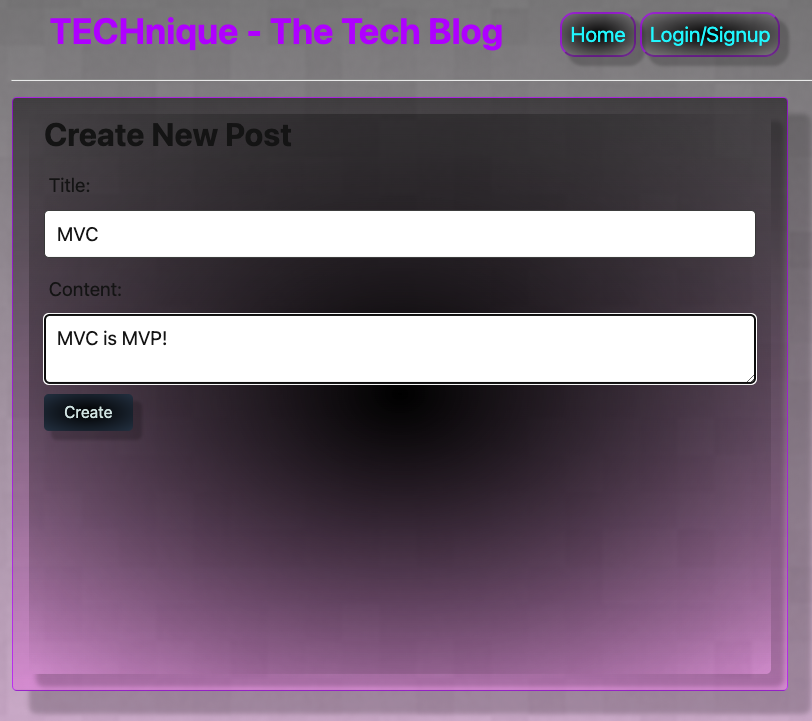 TECHnique - The Tech Blog
Home
Login/Signup
Create New Post
Title:
MVC
Content:
MVC is MVP!
Create